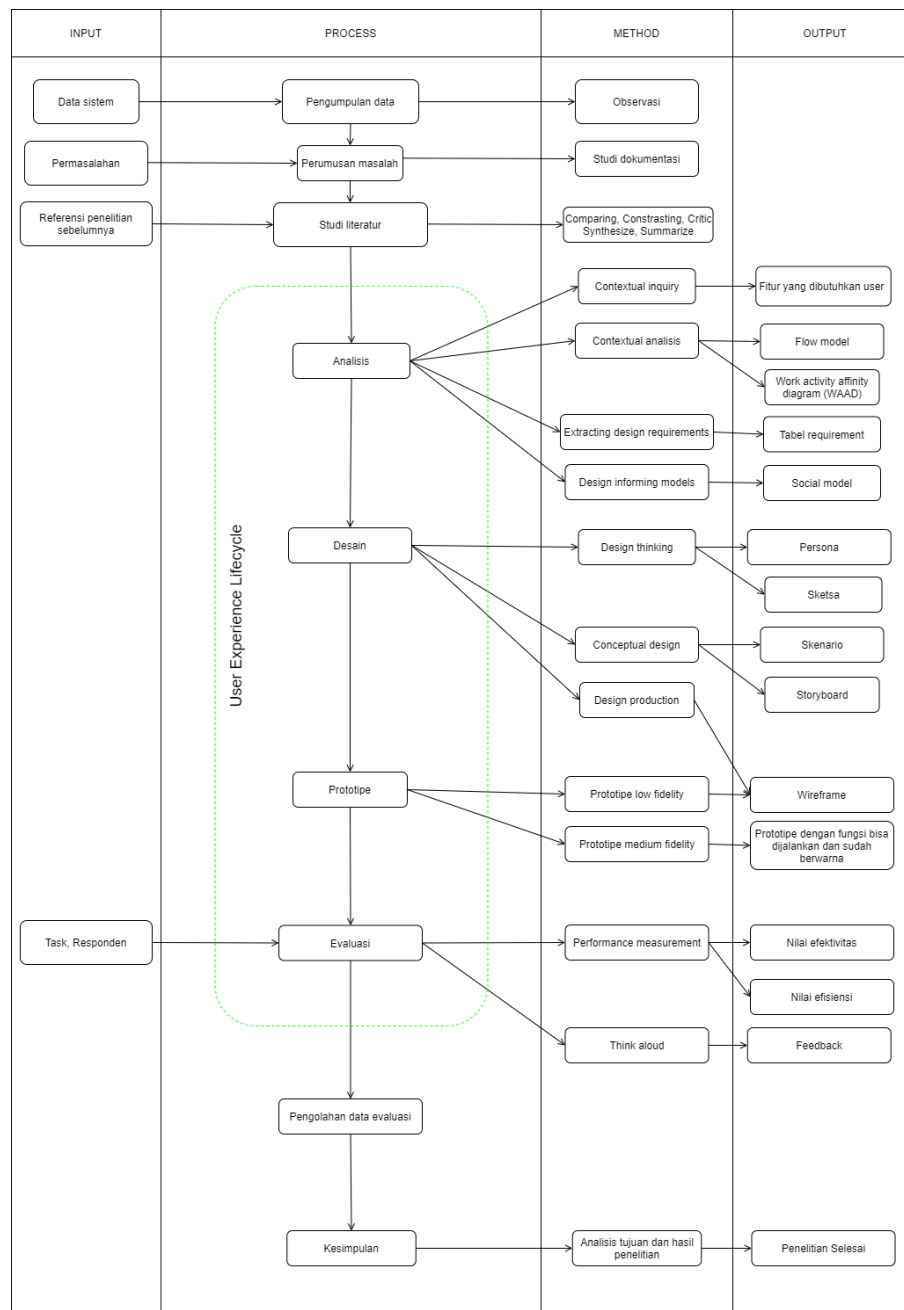 INPUT
PROCESS
METHOD
OUTPUT
Data sistem
Pengumpulan data
Observasi
Permasalahan
Perumusan masalah
Studi dokumentasi
Referensi penelitian
sebelumnya
Studi literatur
Comparing, Constrasting, Critic
Synthesize, Summarize
User Experience Lifecycle
Analisis
Contextual inquiry
Fitur yang dibutuhkan user
Contextual analisis
Flow model
Work activity affinity
diagram (WAAD)
Extracting design requirements
Tabel requirement
Design informing models
Social model
Desain
Design thinking
Persona
Sketsa
Conceptual design
Skenario
Storyboard
Design production
Prototipe
Prototipe low fidelity
Wireframe
Prototipe medium fidelity
Prototipe dengan fungsi bisa
dijalankan dan sudah
berwarna
Task, Responden
Evaluasi
Performance measurement
Nilai efektivitas
Nilai efisiensi
Think aloud
Feedback
Pengolahan data evaluasi
Kesimpulan
Analisis tujuan dan hasil
penelitian
Penelitian Selesai